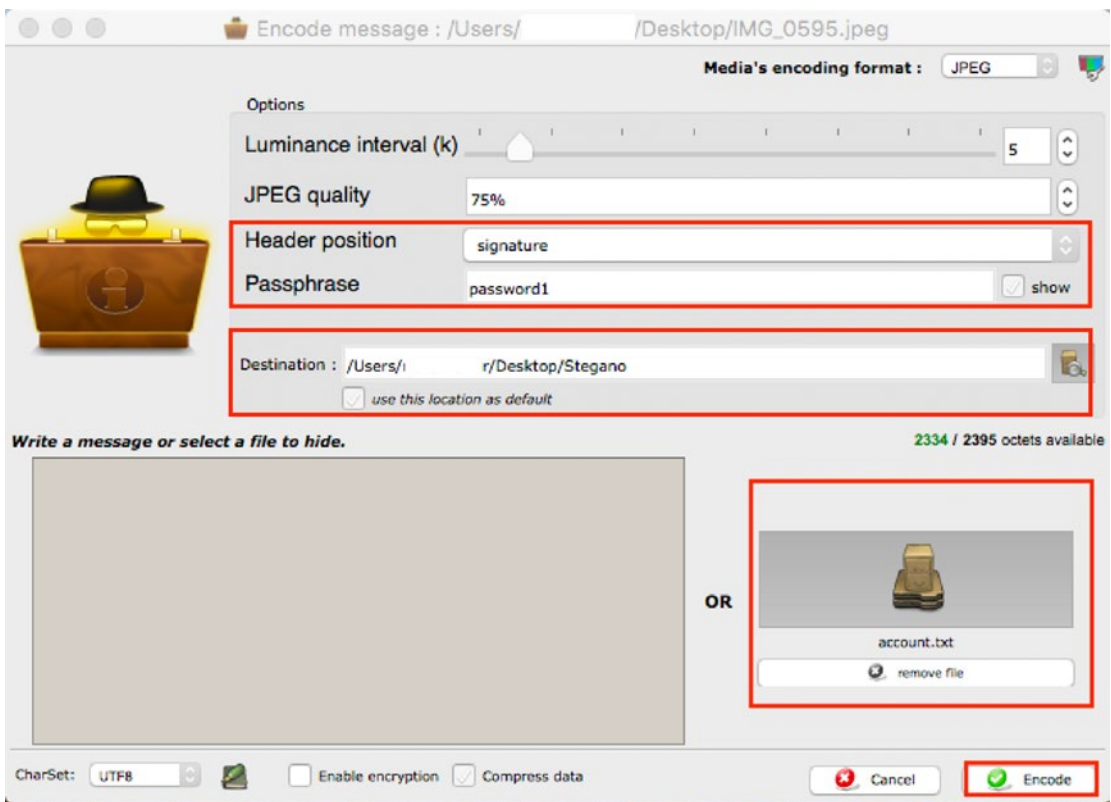 Encode message : /Users/ /Desktop/IMG_0595.jpeg
Media's encoding format : JPEG
Options
Luminance interval (k) 5
JPEG quality 75%
Header position signature
Passphrase password1 show
Destination : /Users/ r/Desktop/Stegano
use this location as default
Write a message or select a file to hide. 2334 / 2395 octets available
OR
account.txt
remove file
CharSet: UTF8 Enable encryption Compress data Cancel Encode